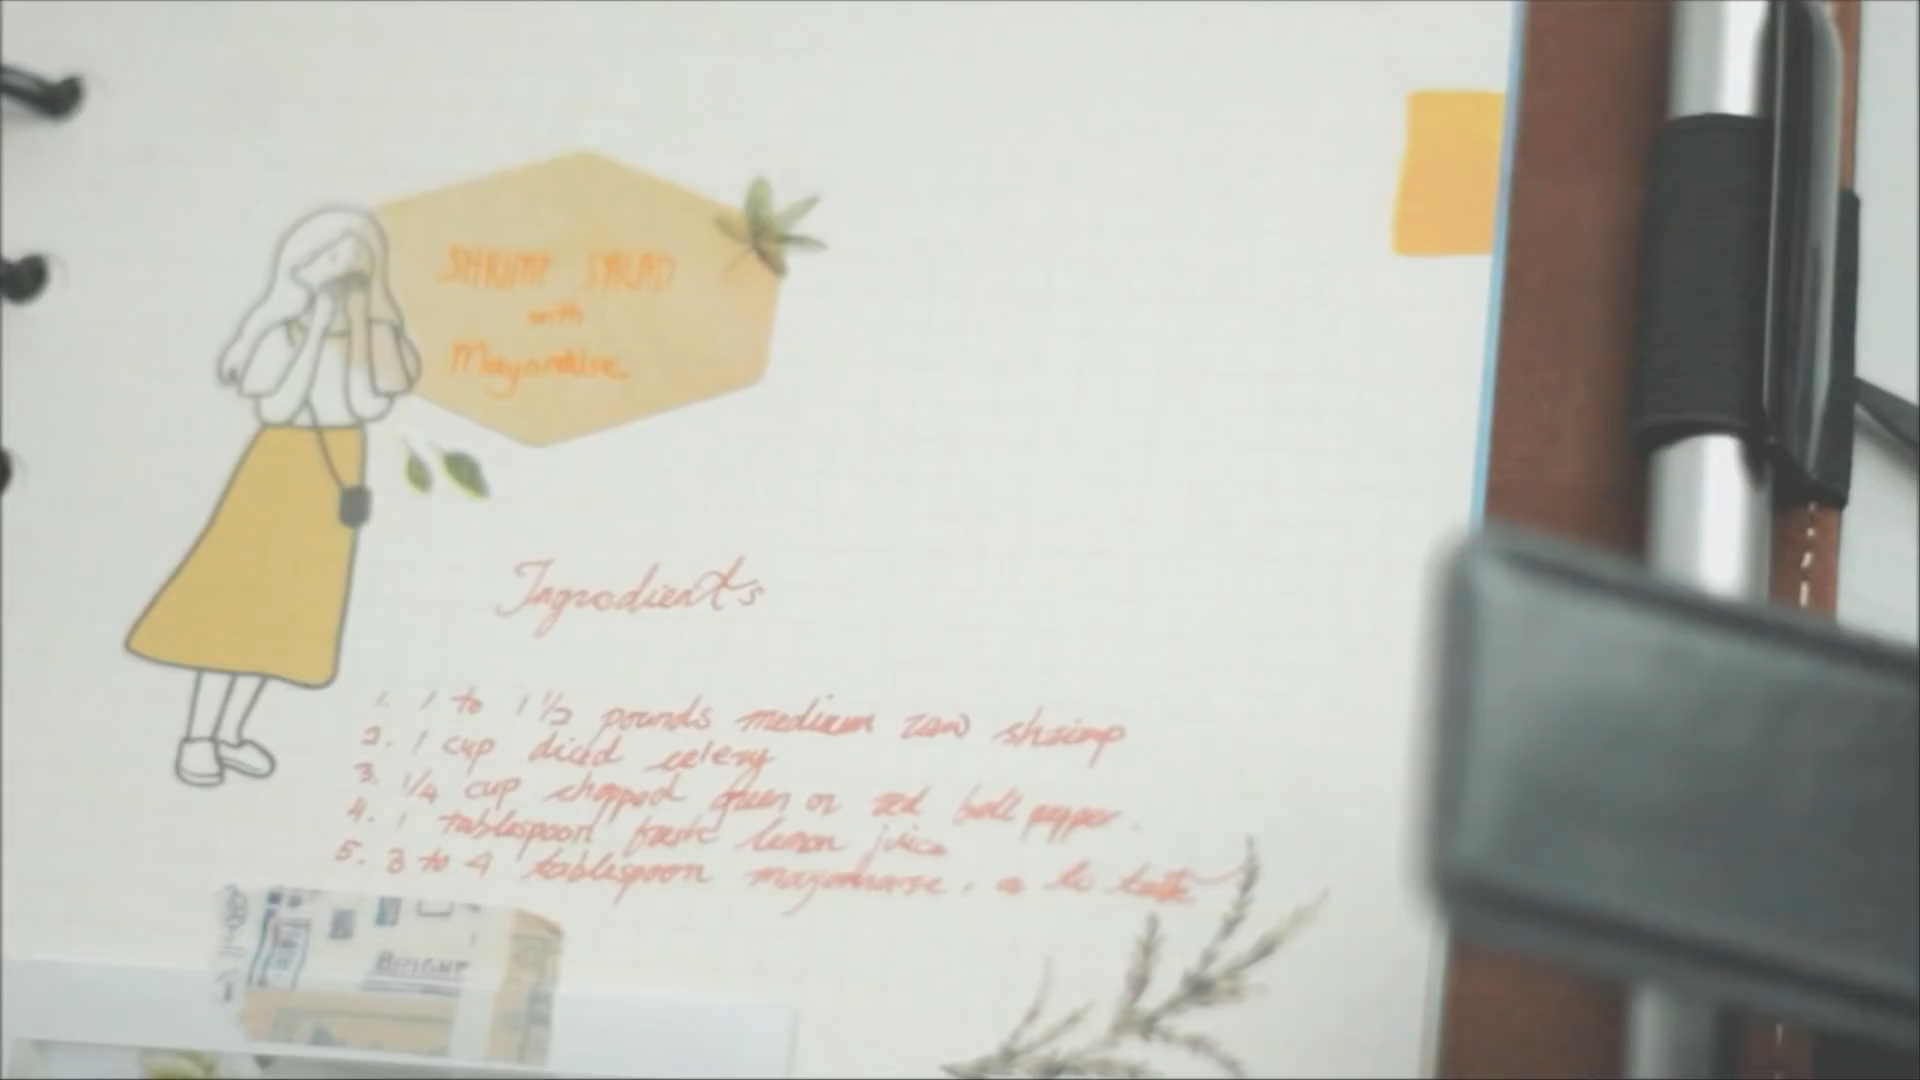 SHRIMP SALAD
with
Mayonnaise
Ingredients
1. 1 to 1 1/2 pounds medium raw shrimp
2. 1 cup diced celery
3. 1/4 cup chopped green or red bell pepper.
4. 1 tablespoon fresh lemon juice
5. 3 to 4 tablespoon mayonnaise, to taste